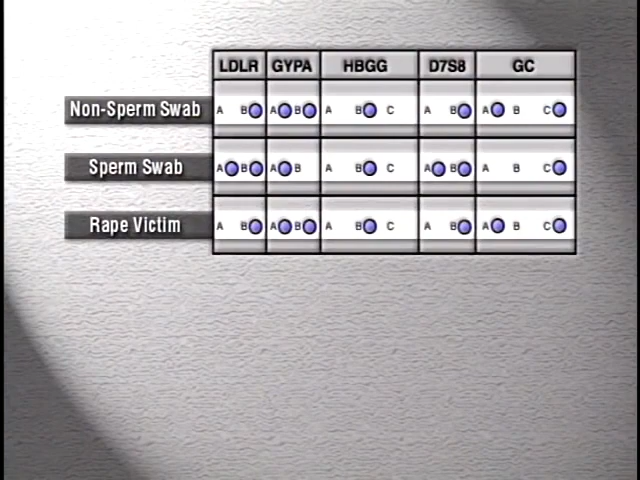 LDLR GYPA HBGG D7S8 GC
Non-Sperm Swab A B A B A B C A B A B C
Sperm Swab A B A B A B C A B A B C
Rape Victim A B A B A B C A B A B C